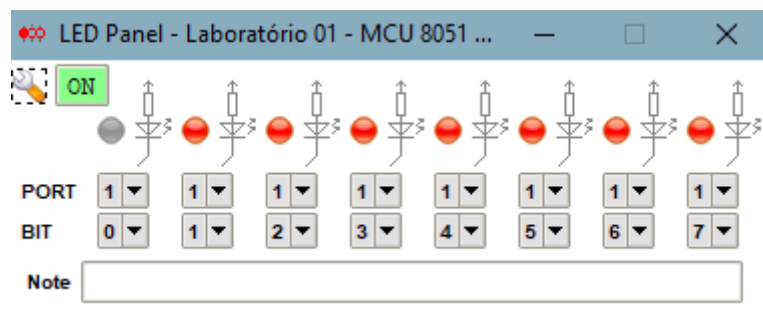 LED Panel - Laboratório 01 - MCU 8051 ...
ON
PORT 1 1 1 1 1 1 1 1
BIT 0 1 2 3 4 5 6 7
Note